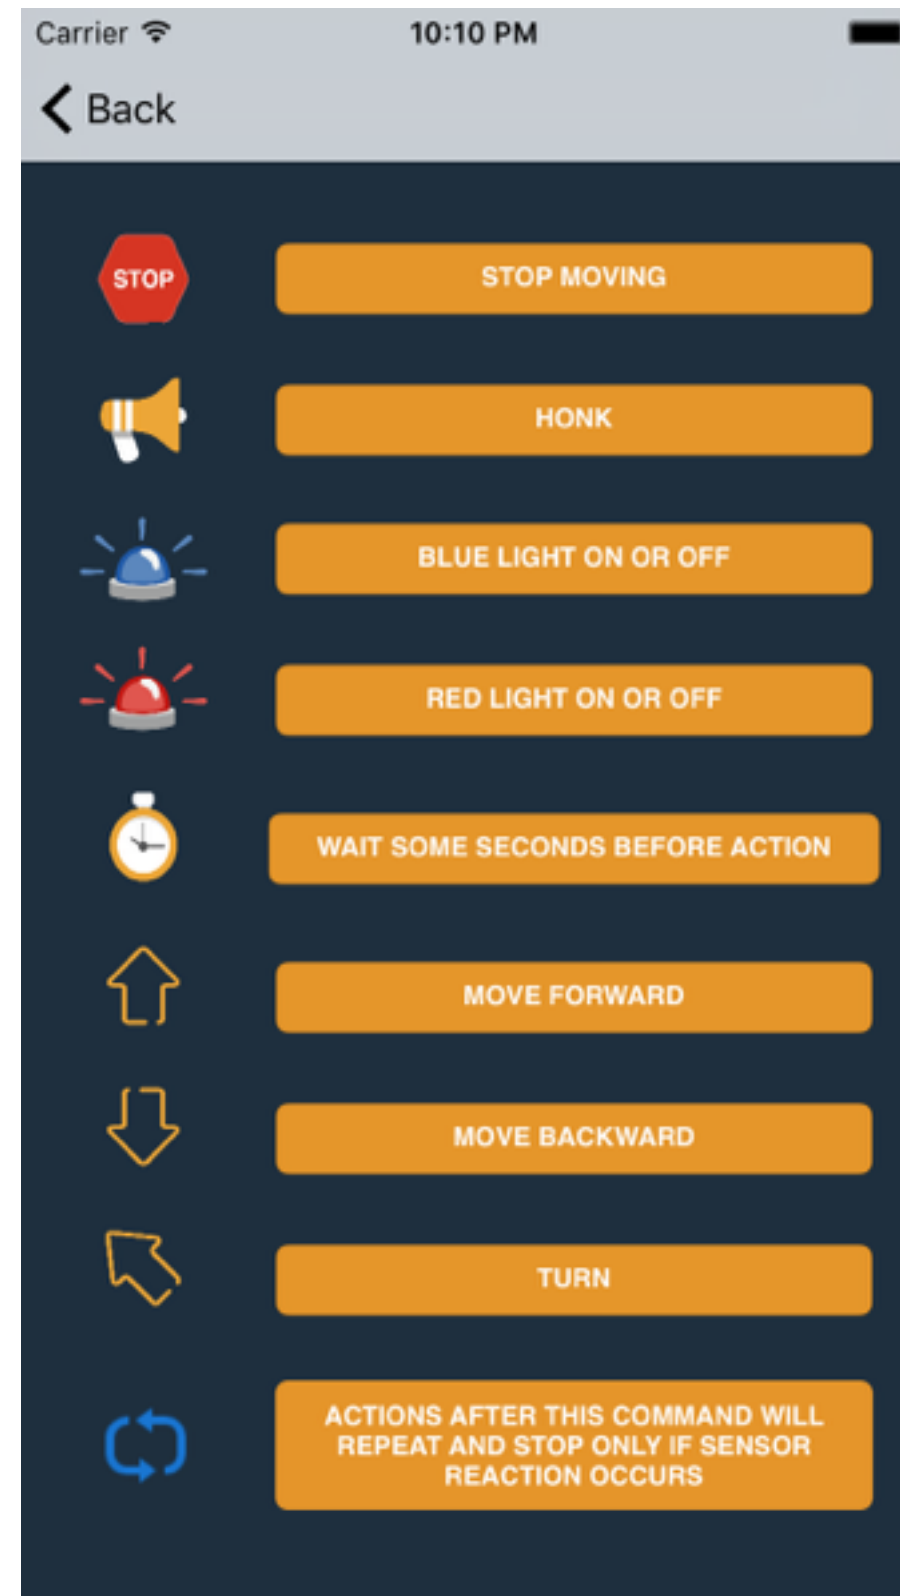 Carrier 10:10 PM
Back
STOP STOP MOVING
HONK
BLUE LIGHT ON OR OFF
RED LIGHT ON OR OFF
WAIT SOME SECONDS BEFORE ACTION
MOVE FORWARD
MOVE BACKWARD
TURN
ACTIONS AFTER THIS COMMAND WILL
REPEAT AND STOP ONLY IF SENSOR
REACTION OCCURS